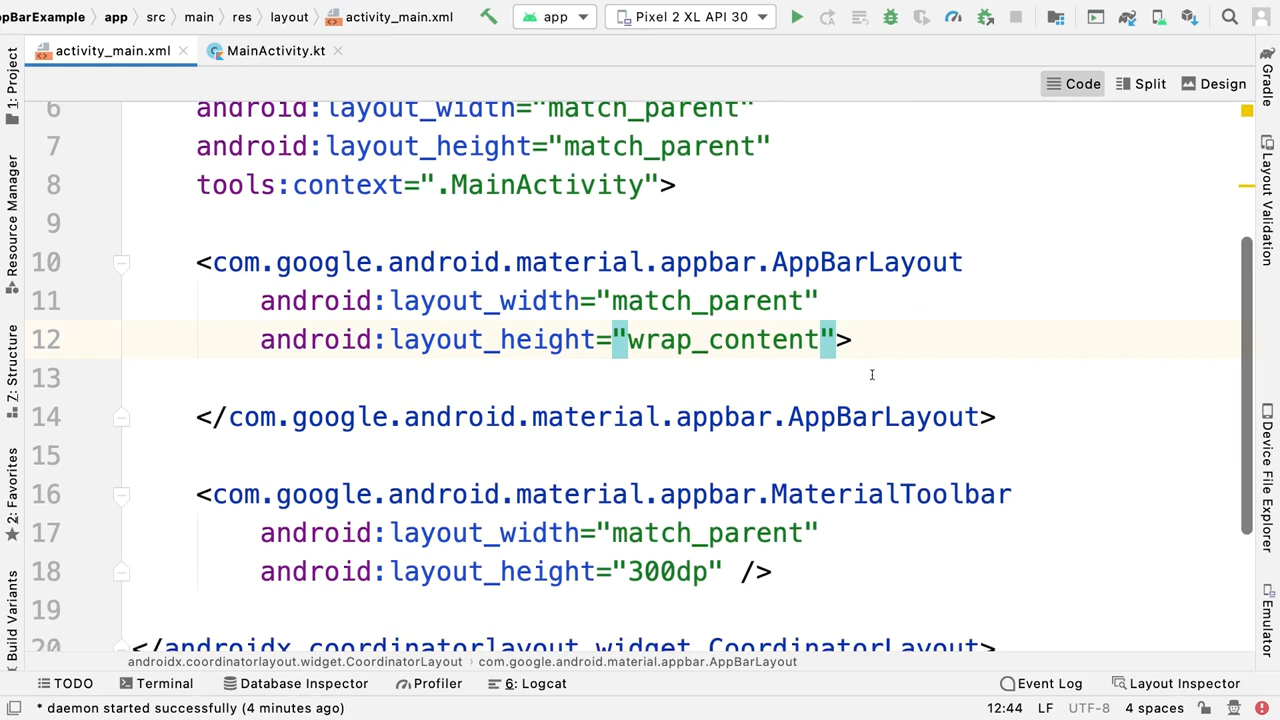 pBarExample app src main res layout activity_main.xml app Pixel 2 XL API 30
activity_main.xml MainActivity.kt
Code Split Design
6 android:layout_width="match_parent"
7 android:layout_height="match_parent"
8 tools:context=".MainActivity">
9
10 <com.google.android.material.appbar.AppBarLayout
11 android:layout_width="match_parent"
12 android:layout_height="wrap_content">
13
14 </com.google.android.material.appbar.AppBarLayout>
15
16 <com.google.android.material.appbar.MaterialToolbar
17 android:layout_width="match_parent"
18 android:layout_height="300dp" />
19
20 </androidx.coordinatorlayout.widget.CoordinatorLayout>
androidx.coordinatorlayout.widget.CoordinatorLayout com.google.android.material.appbar.AppBarLayout
TODO Terminal Database Inspector Profiler 6: Logcat Event Log Layout Inspector
* daemon started successfully (4 minutes ago) 12:44 LF UTF-8 4 spaces
1: Project
Resource Manager
7: Structure
2: Favorites
Build Variants
Gradle
Layout Validation
Device File Explorer
Emulator